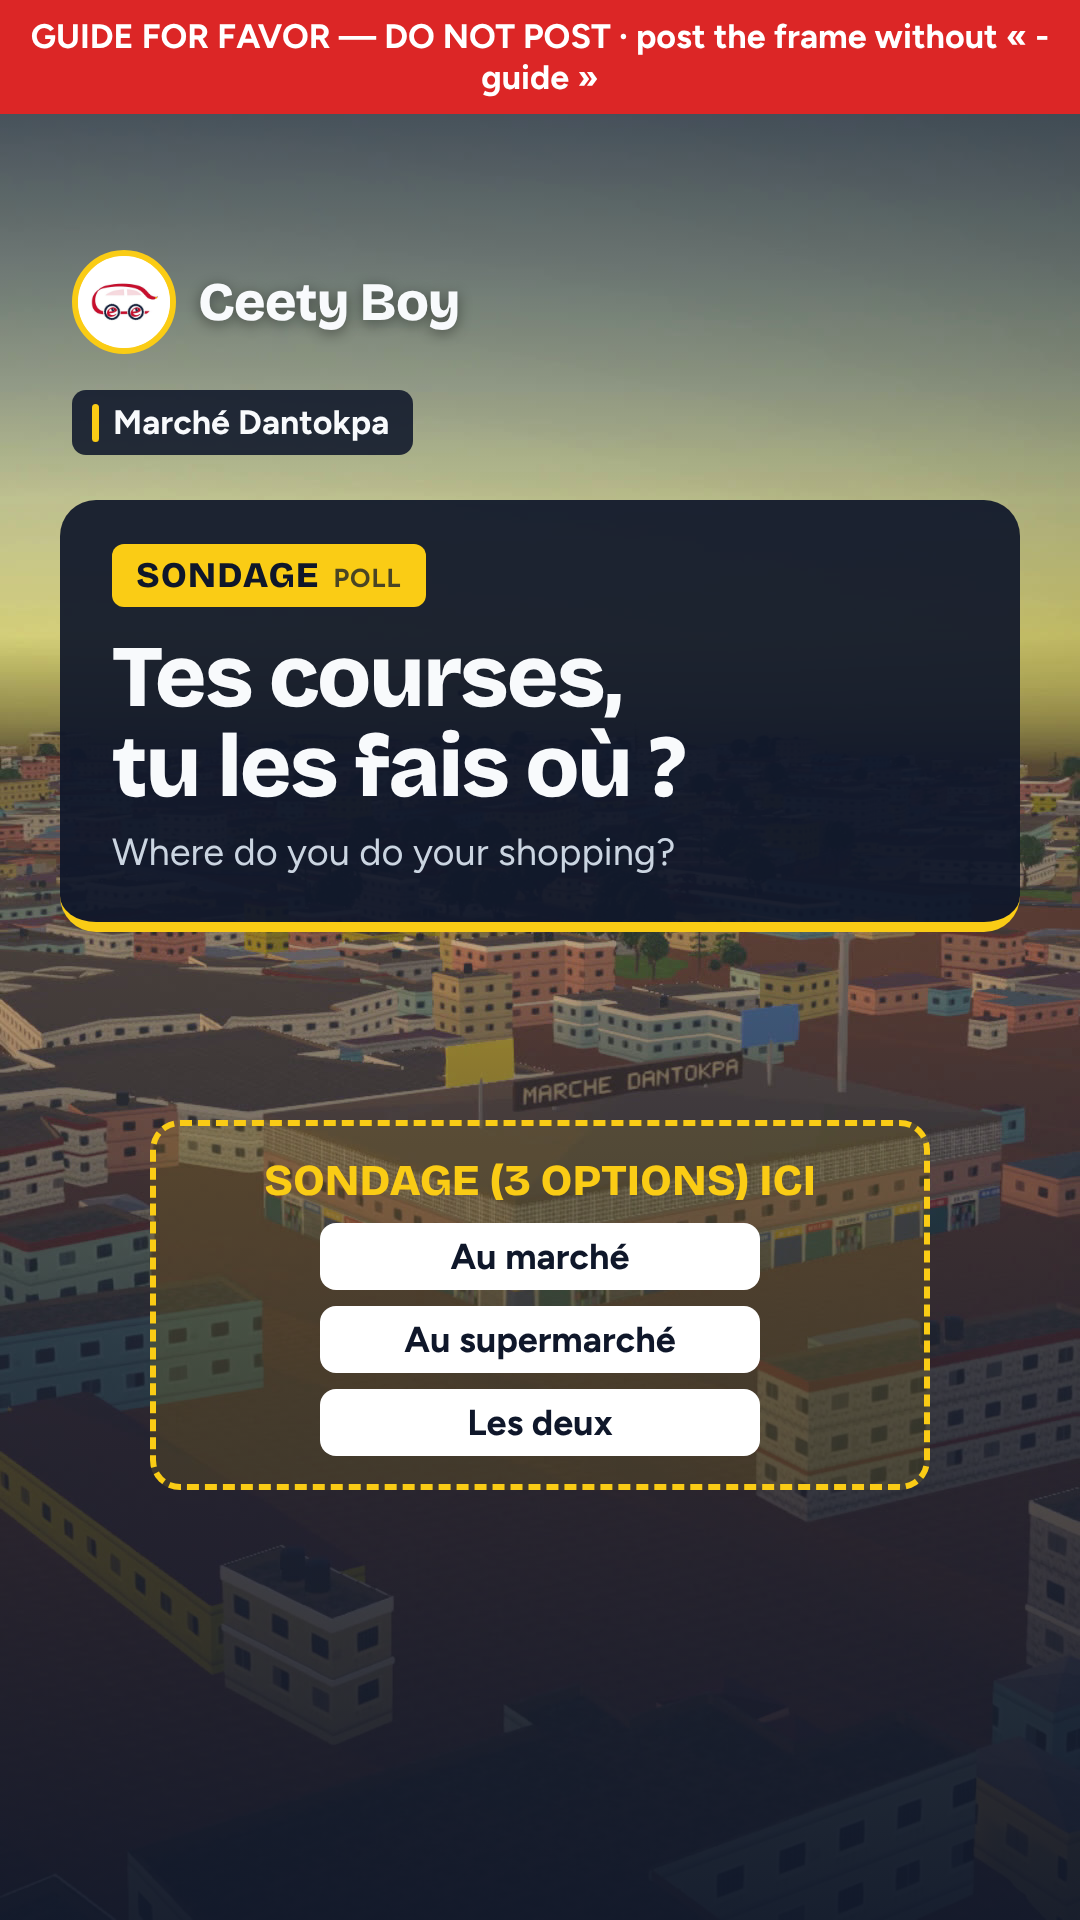 GUIDE FOR FAVOR — DO NOT POST · post the frame without « -
guide »
Ceety Boy
Marché Dantokpa
SONDAGE POLL
Tes courses,
tu les fais où ?
Where do you do your shopping?
MARCHE DANTOKPA
SONDAGE (3 OPTIONS) ICI
Au marché
Au supermarché
Les deux